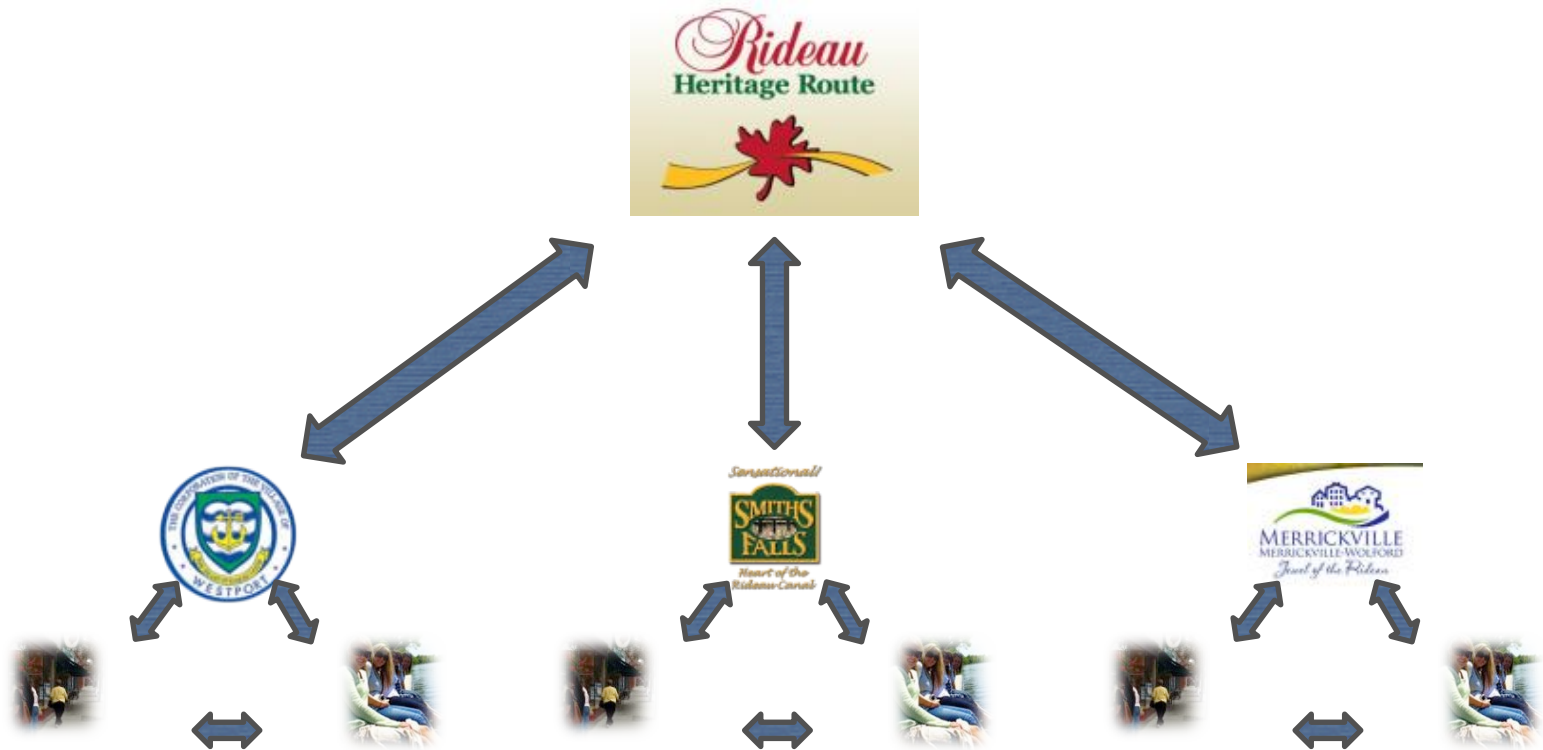 Rideau
Heritage Route
THE CORPORATION OF THE VILLAGE OF
WESTPORT
Sensational!
SMITHS
FALLS
Heart of the
Rideau Canal
MERRICKVILLE
MERRICKVILLE-WOLFORD
Jewel of the Rideau